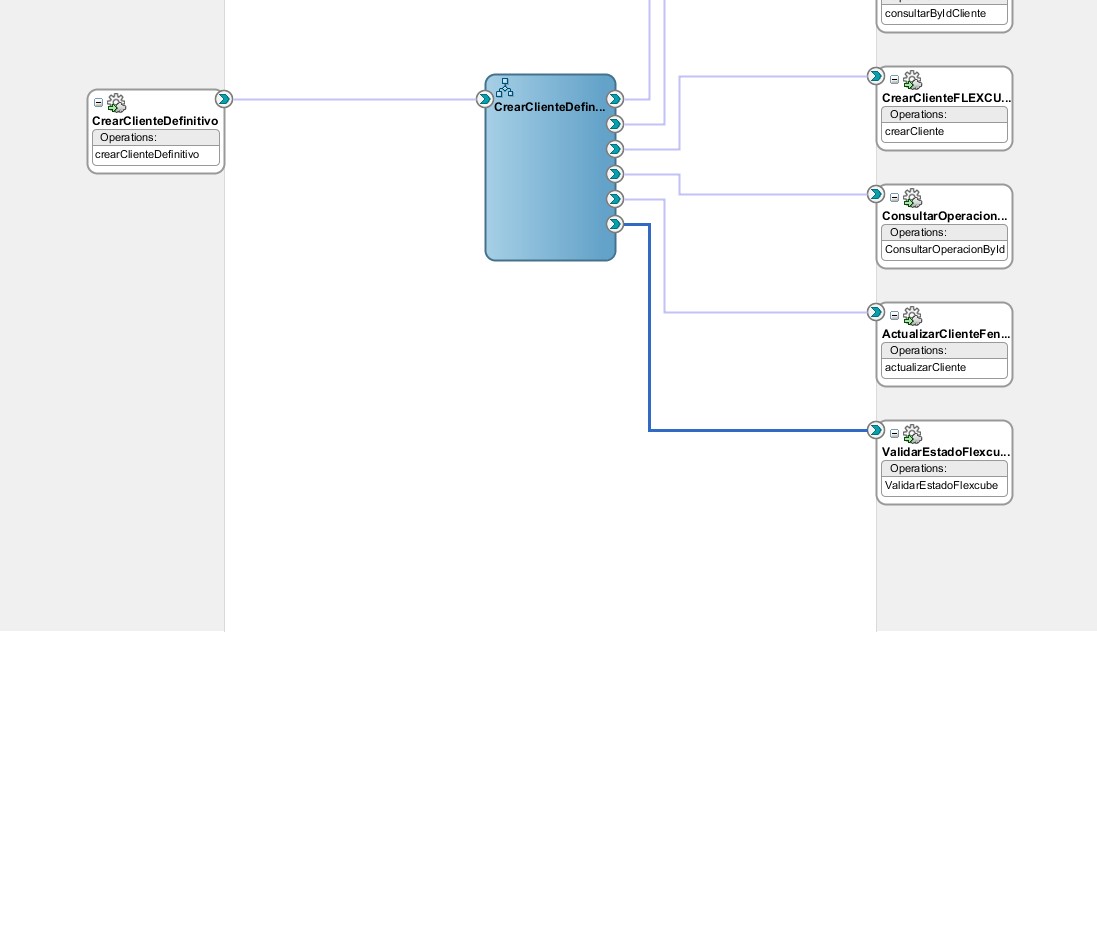 consultarByIdCliente
CrearClienteDefinitivo
Operations:
crearClienteDefinitivo
CrearClienteDefin...
CrearClienteFLEXCU...
Operations:
crearCliente
ConsultarOperacion...
Operations:
ConsultarOperacionById
ActualizarClienteFen...
Operations:
actualizarCliente
ValidarEstadoFlexcu...
Operations:
ValidarEstadoFlexcube